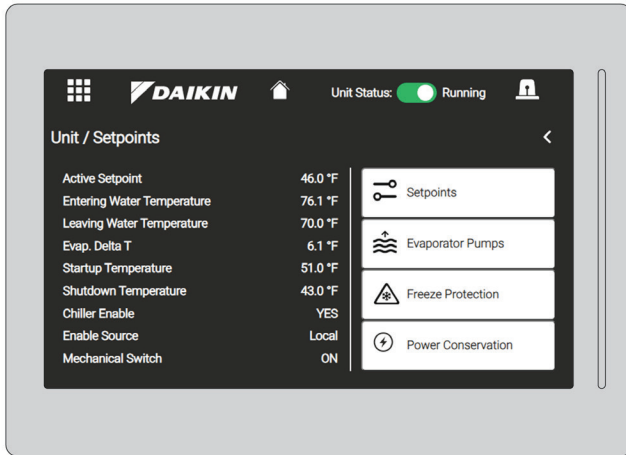 DAIKIN
Unit Status: Running
Unit / Setpoints
Active Setpoint 46.0 °F
Entering Water Temperature 76.1 °F
Leaving Water Temperature 70.0 °F
Evap. Delta T 6.1 °F
Startup Temperature 51.0 °F
Shutdown Temperature 43.0 °F
Chiller Enable YES
Enable Source Local
Mechanical Switch ON
Setpoints
Evaporator Pumps
Freeze Protection
Power Conservation